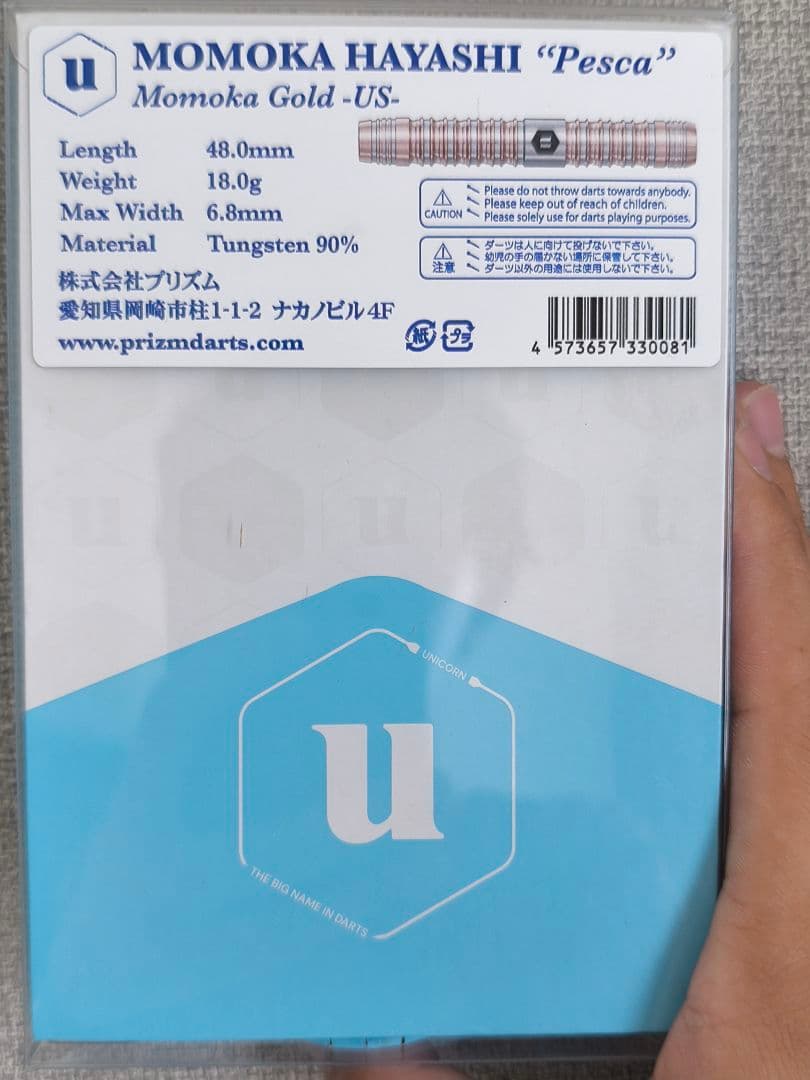 u
MOMOKA HAYASHI “Pesca”
Momoka Gold -US-
Length 48.0mm
Weight 18.0g
Max Width 6.8mm
Material Tungsten 90%
u
CAUTION
Please do not throw darts towards anybody.
Please keep out of reach of children.
Please solely use for darts playing purposes.
注意
ダーツは人に向けて投げないで下さい。
幼児の手の届かない場所に保管して下さい。
ダーツ以外の用途には使用しないで下さい。
株式会社プリズム
愛知県岡崎市柱1-1-2 ナカノビル4F
www.prizmdarts.com
紙 プラ
4 573657 330081
u
u
u
UNICORN
u
THE BIG NAME IN DARTS